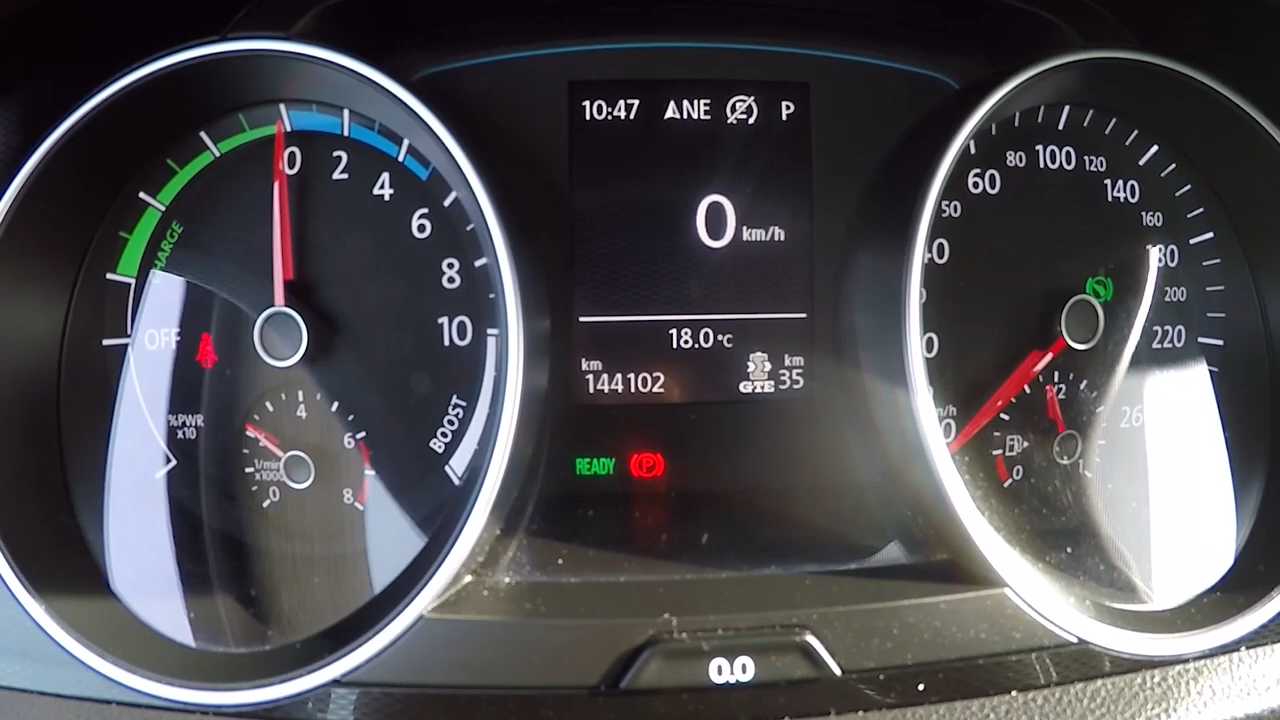 10:47 NE E P
0 km/h
18.0 °C
km km
144102 GTE 35
READY P
0.0
0 2 4 6 8 10
OFF
BOOST
%PWR
x10
4 6 8 0
1/min
x1000
50 60 80 100 120 140 160 180 200 220
0 1/2 1